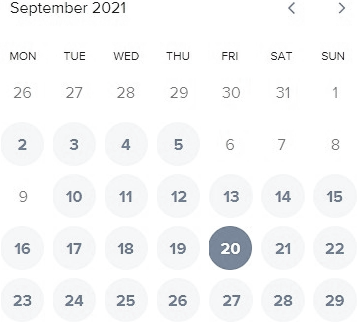 September 2021
MON TUE WED THU FRI SAT SUN
26 27 28 29 30 31 1
2 3 4 5 6 7 8
9 10 11 12 13 14 15
16 17 18 19 20 21 22
23 24 25 26 27 28 29